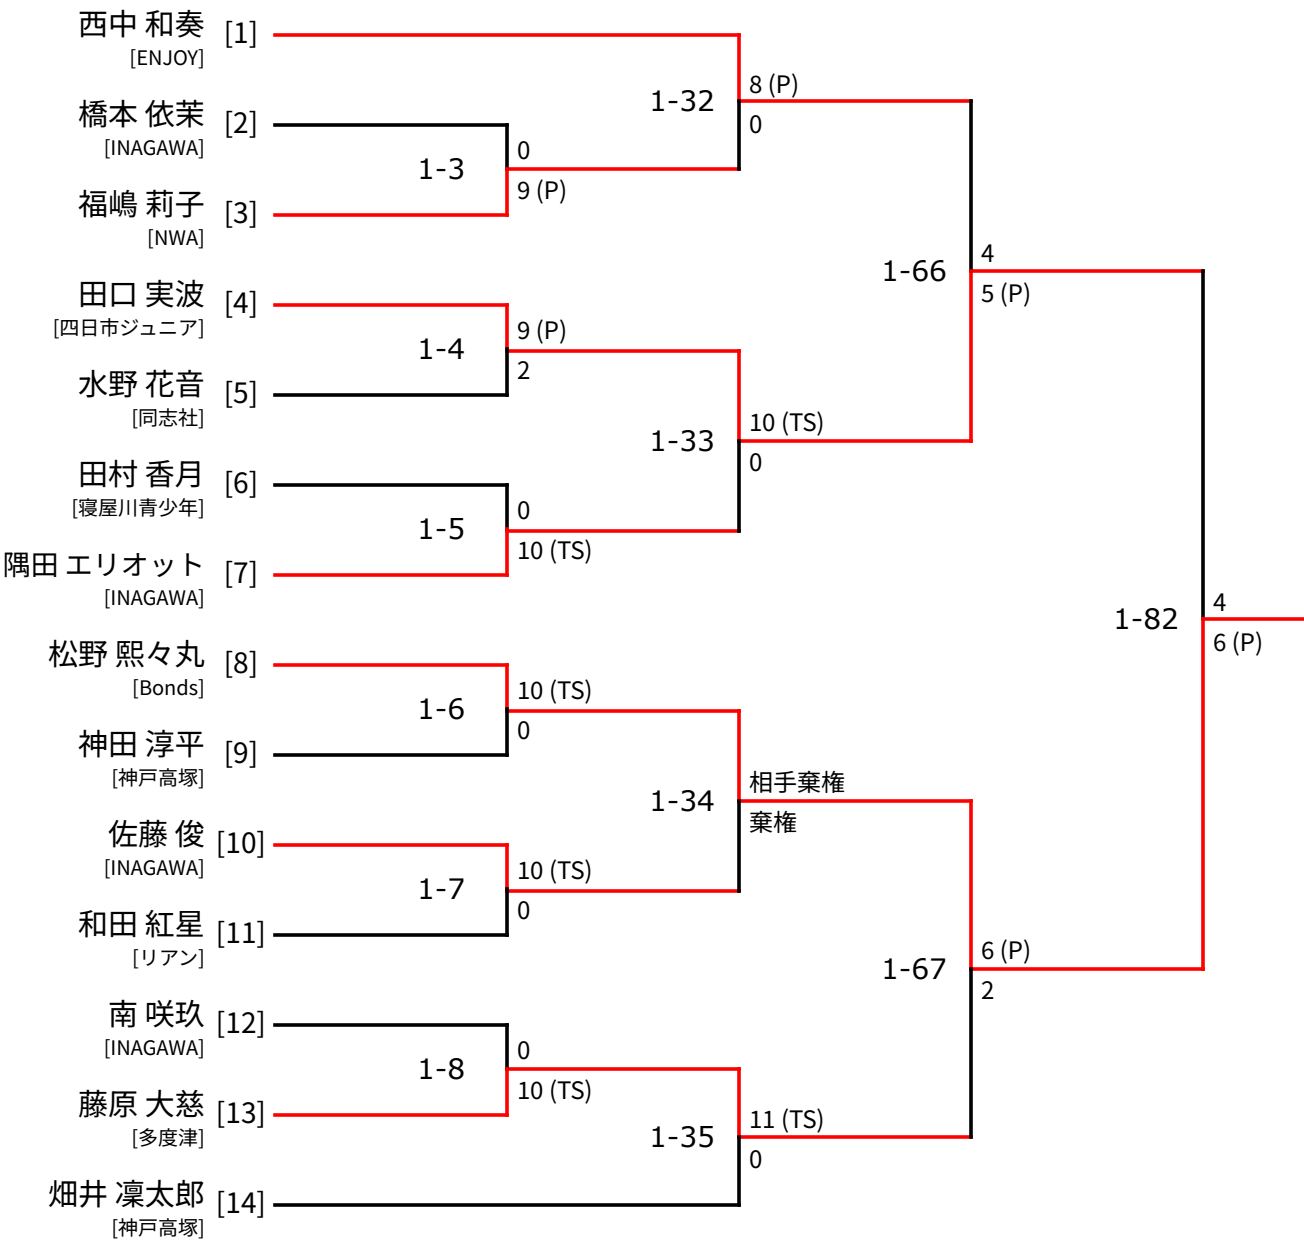 西中 和奏 [1]
[ENJOY]
8 (P)
1-32
0
橋本 依茉 [2]
[INAGAWA]
0
1-3
9 (P)
福嶋 莉子 [3]
[NWA]
4
1-66
5 (P)
田口 実波 [4]
[四日市ジュニア]
9 (P)
1-4
2
水野 花音 [5]
[同志社]
10 (TS)
1-33
0
田村 香月 [6]
[寝屋川青少年]
0
1-5
10 (TS)
隅田 エリオット [7]
[INAGAWA]
4
1-82
6 (P)
松野 熙々丸 [8]
[Bonds]
10 (TS)
1-6
0
神田 淳平 [9]
[神戸高塚]
相手棄権
1-34
棄権
佐藤 俊 [10]
[INAGAWA]
10 (TS)
1-7
0
和田 紅星 [11]
[リアン]
6 (P)
1-67
2
南 咲玖 [12]
[INAGAWA]
0
1-8
10 (TS)
藤原 大慈 [13]
[多度津]
11 (TS)
1-35
0
畑井 凜太郎 [14]
[神戸高塚]